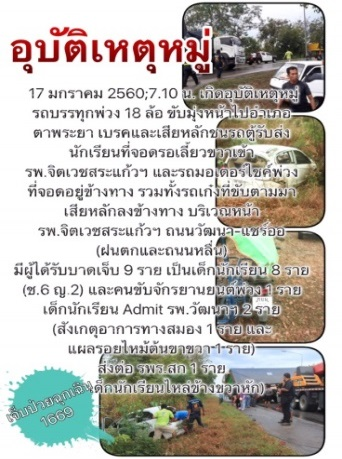 อุบัติเหตุหมู่
17 มกราคม 2560;7.10 น. เกิดอุบัติเหตุหมู่
รถบรรทุกพ่วง 18 ล้อ ขับมุ่งหน้าไปอำเภอ
ตาพระยา เบรคและเสียหลักชนรถตู้รับส่ง
นักเรียนที่จอดรอเลี้ยวขวาเข้า
รพ.จิตเวชสระแก้วฯ และรถมอเตอร์ไซค์พ่วง
ที่จอดอยู่ข้างทาง รวมทั้งรถเก๋งที่ขับตามมา
เสียหลักลงข้างทาง บริเวณหน้า
รพ.จิตเวชสระแก้วฯ ถนนวัฒนา-แซร์ออ
(ฝนตกและถนนหลื่น)
มีผู้ได้รับบาดเจ็บ 9 ราย เป็นเด็กนักเรียน 8 ราย
(ช.6 ญ.2) และคนขับจักรยานยนต์พ่วง 1 ราย
เด็กนักเรียน Admit รพ.วัฒนาฯ 2 ราย
(สังเกตุอาการทางสมอง 1 ราย และ
แผลรอยไหม้ต้นขาขวา 1 ราย)
ส่งต่อ รพร.สก 1 ราย
(เด็กนักเรียนไหล่ข้างขวาหัก)
เจ็บป่วยฉุกเฉิน
1669